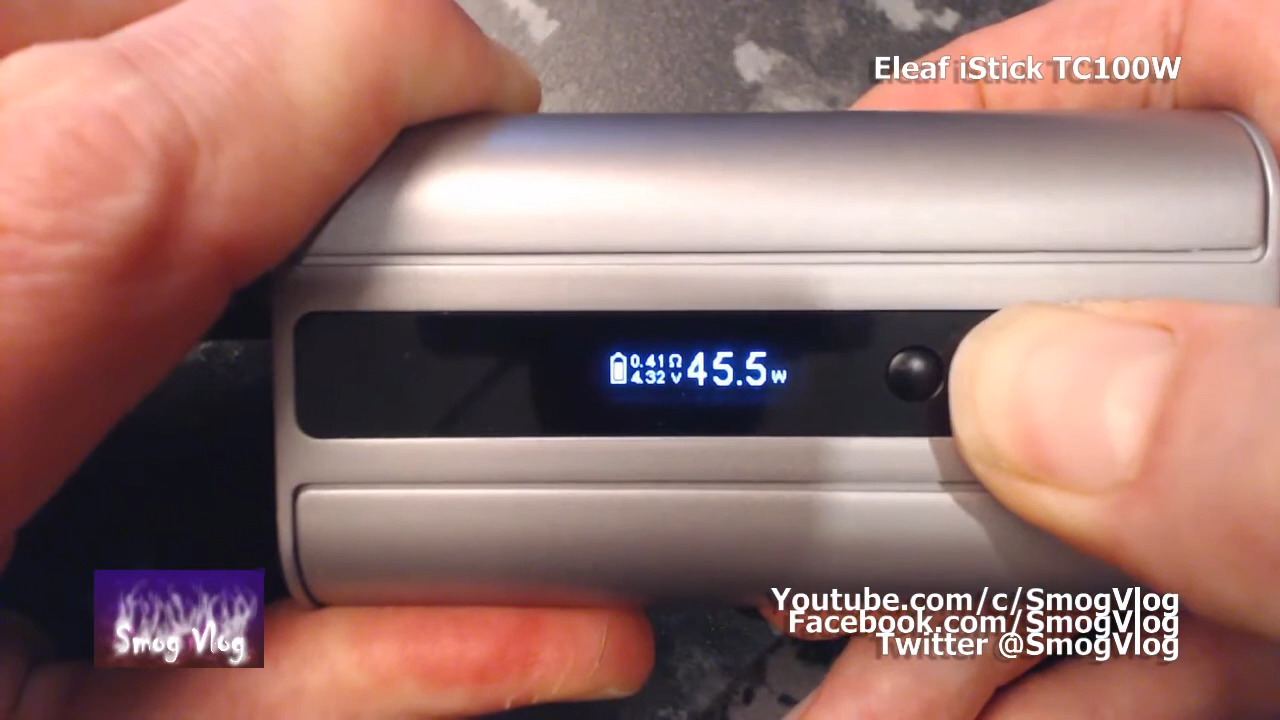 Eleaf iStick TC100W
0.41 Ω
4.32 V
45.5 W
Smog Vlog
Youtube.com/c/SmogVlog
Facebook.com/SmogVlog
Twitter @SmogVlog